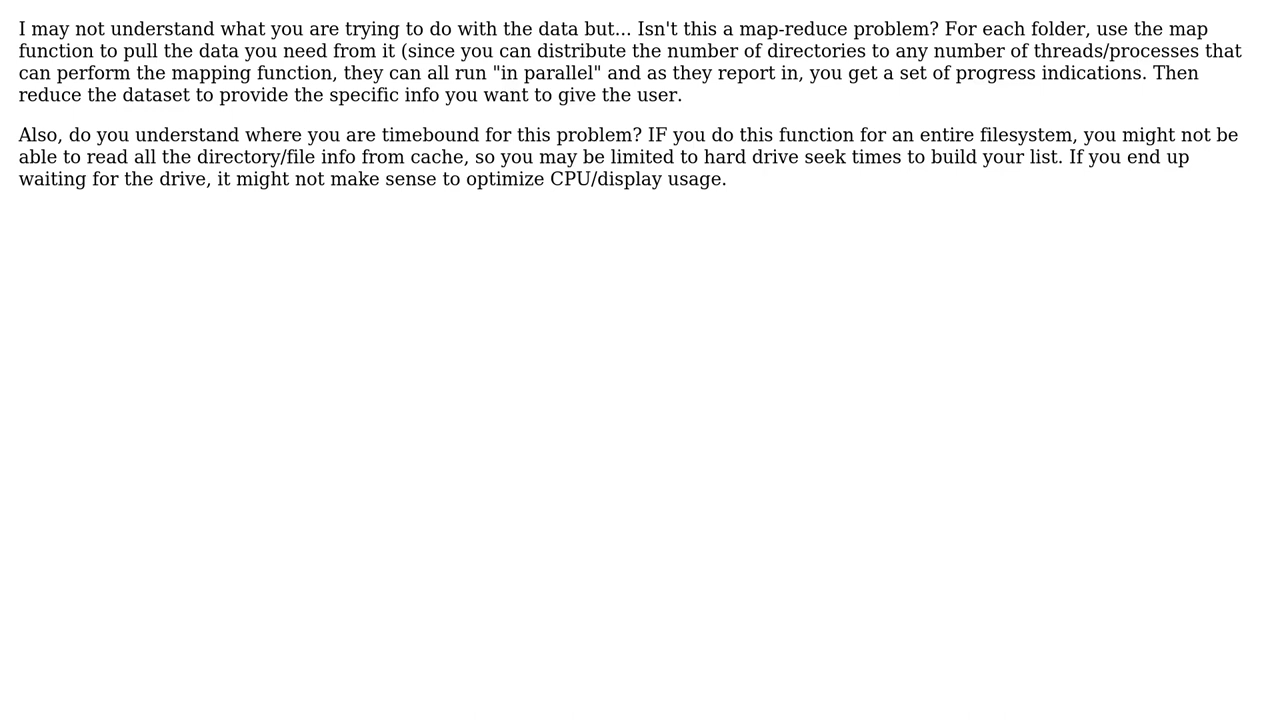 I may not understand what you are trying to do with the data but... Isn't this a map-reduce problem? For each folder, use the map
function to pull the data you need from it (since you can distribute the number of directories to any number of threads/processes that
can perform the mapping function, they can all run "in parallel" and as they report in, you get a set of progress indications. Then
reduce the dataset to provide the specific info you want to give the user.
Also, do you understand where you are timebound for this problem? IF you do this function for an entire filesystem, you might not be
able to read all the directory/file info from cache, so you may be limited to hard drive seek times to build your list. If you end up
waiting for the drive, it might not make sense to optimize CPU/display usage.